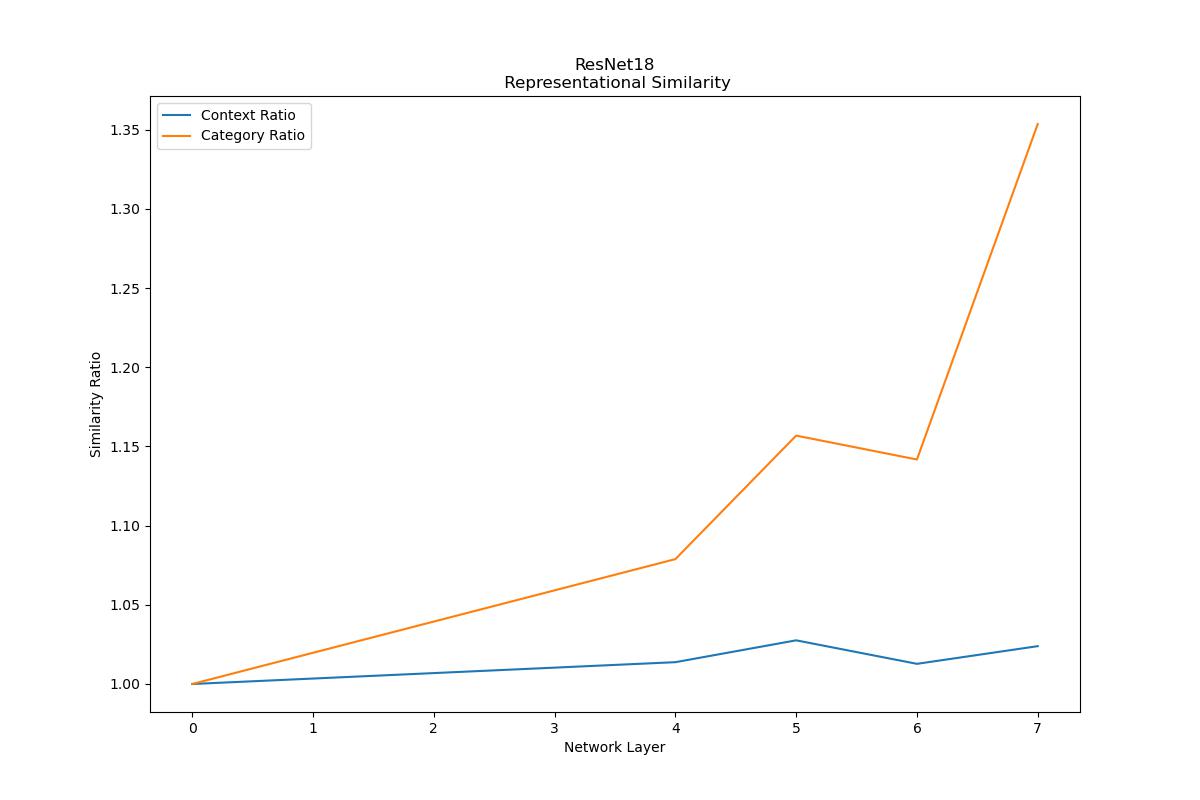 ResNet18
Representational Similarity
Context Ratio
Category Ratio
1.35
1.30
1.25
1.20
1.15
1.10
1.05
1.00
Similarity Ratio
0 1 2 3 4 5 6 7
Network Layer